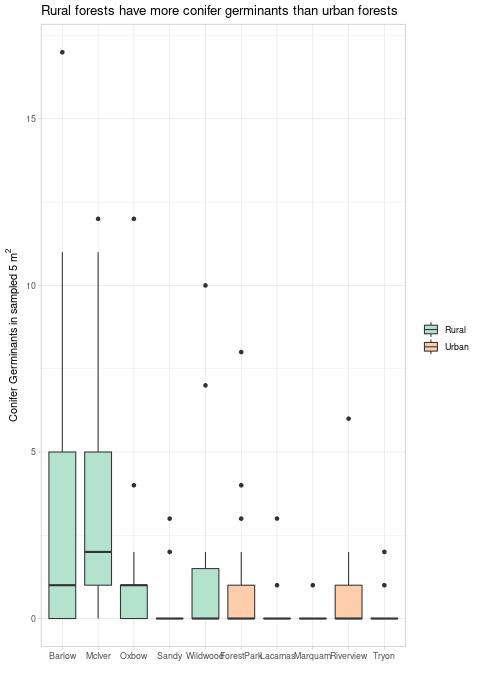 Rural forests have more conifer germinants than urban forests
Conifer Germinants in sampled 5 m²
15
10
5
0
Barlow McIver Oxbow Sandy Wildwood ForestPark Lacamas Marquam Riverview Tryon
Rural
Urban